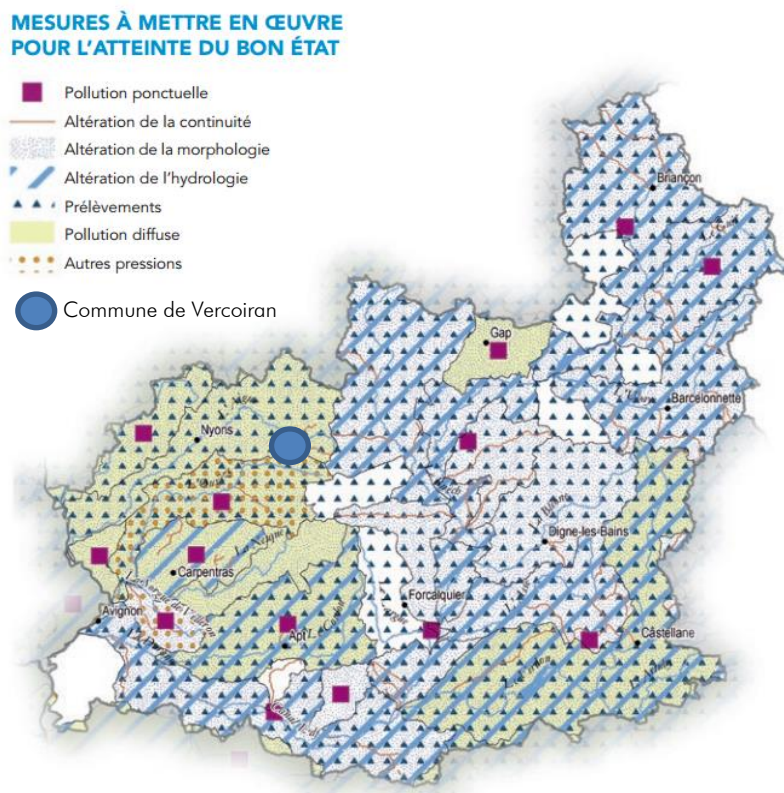 MESURES À METTRE EN ŒUVRE
POUR L'ATTEINTE DU BON ÉTAT
Pollution ponctuelle
Altération de la continuité
Altération de la morphologie
Altération de l'hydrologie
Prélèvements
Pollution diffuse
Autres pressions
Commune de Vercoiran
Briançon
Gap
Barcelonnette
Nyons
Digne-les-Bains
Carpentras
Forcalquier
Avignon
Apt
Castellane